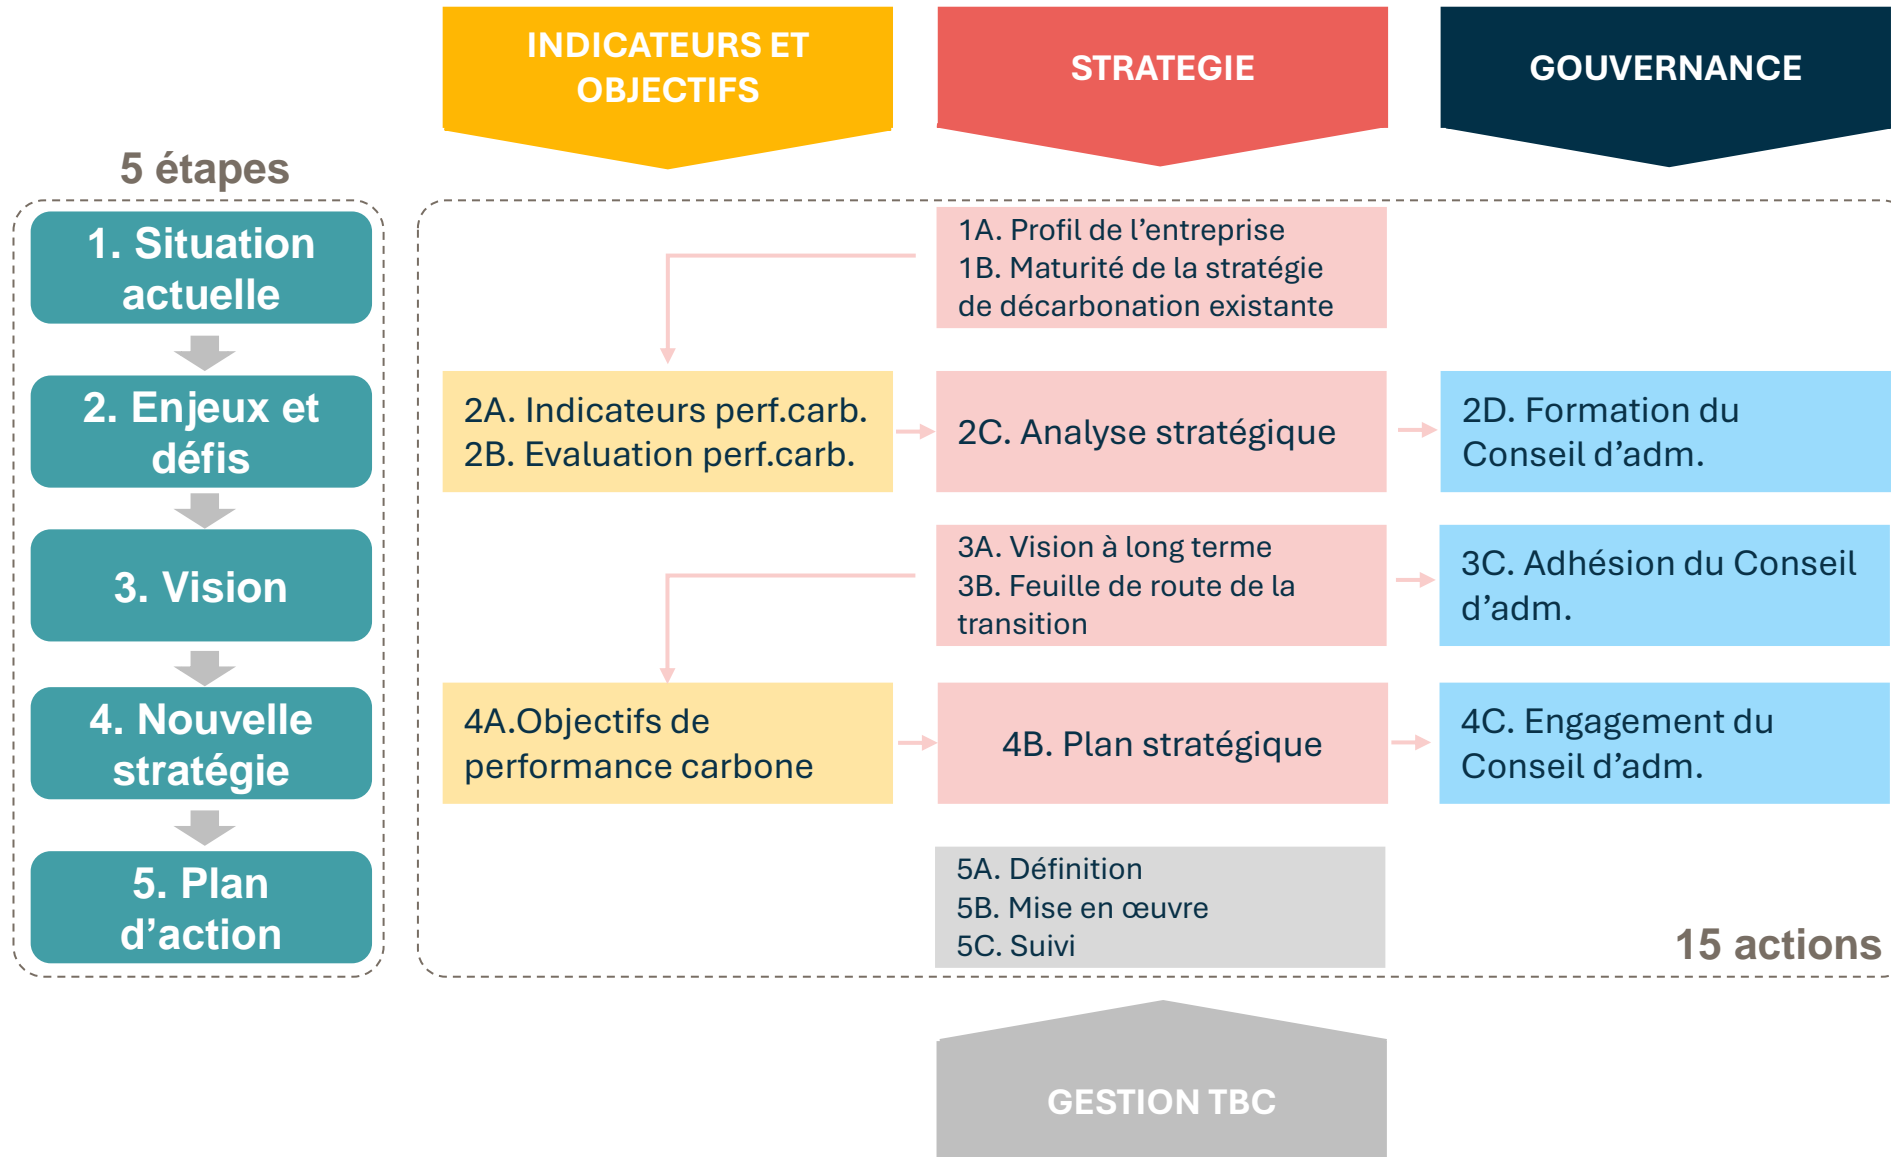 INDICATEURS ET
OBJECTIFS
STRATEGIE
GOUVERNANCE
5 étapes
1. Situation
actuelle
1A. Profil de l’entreprise
1B. Maturité de la stratégie
de décarbonation existante
2. Enjeux et
défis
2A. Indicateurs perf.carb.
2B. Evaluation perf.carb.
2C. Analyse stratégique
2D. Formation du
Conseil d’adm.
3. Vision
3A. Vision à long terme
3B. Feuille de route de la
transition
3C. Adhésion du Conseil
d’adm.
4. Nouvelle
stratégie
4A.Objectifs de
performance carbone
4B. Plan stratégique
4C. Engagement du
Conseil d’adm.
5. Plan
d’action
5A. Définition
5B. Mise en œuvre
5C. Suivi
15 actions
GESTION TBC